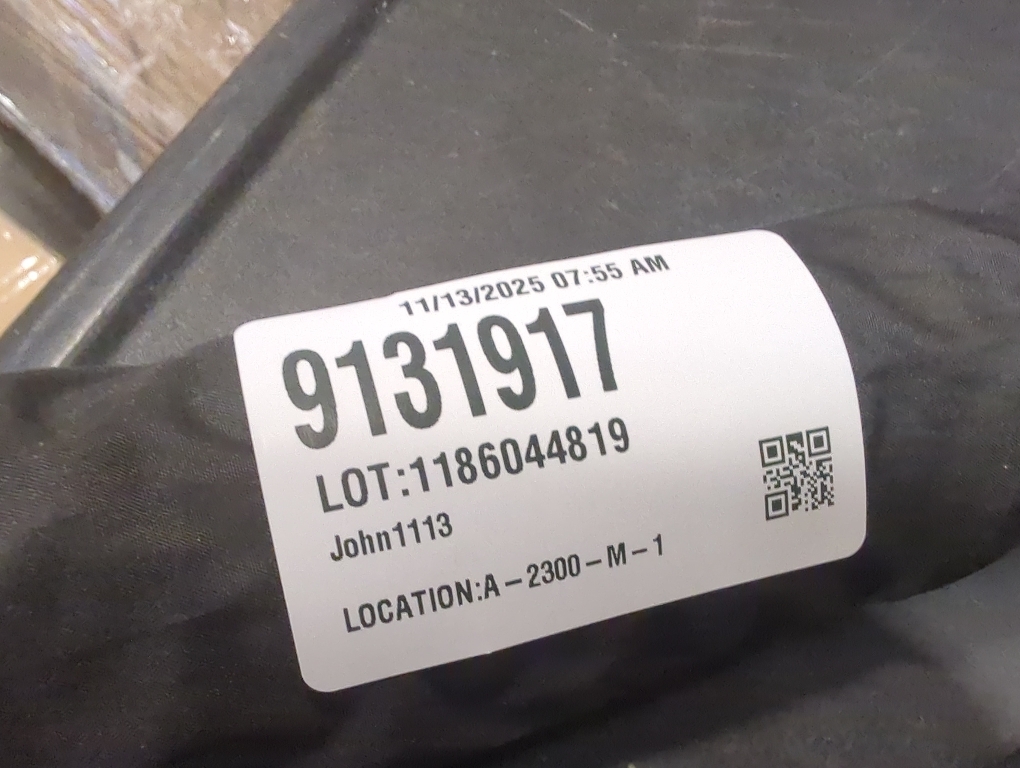 11/13/2025 07:55 AM
9131917
LOT:1186044819
John1113
LOCATION:A-2300-M-1